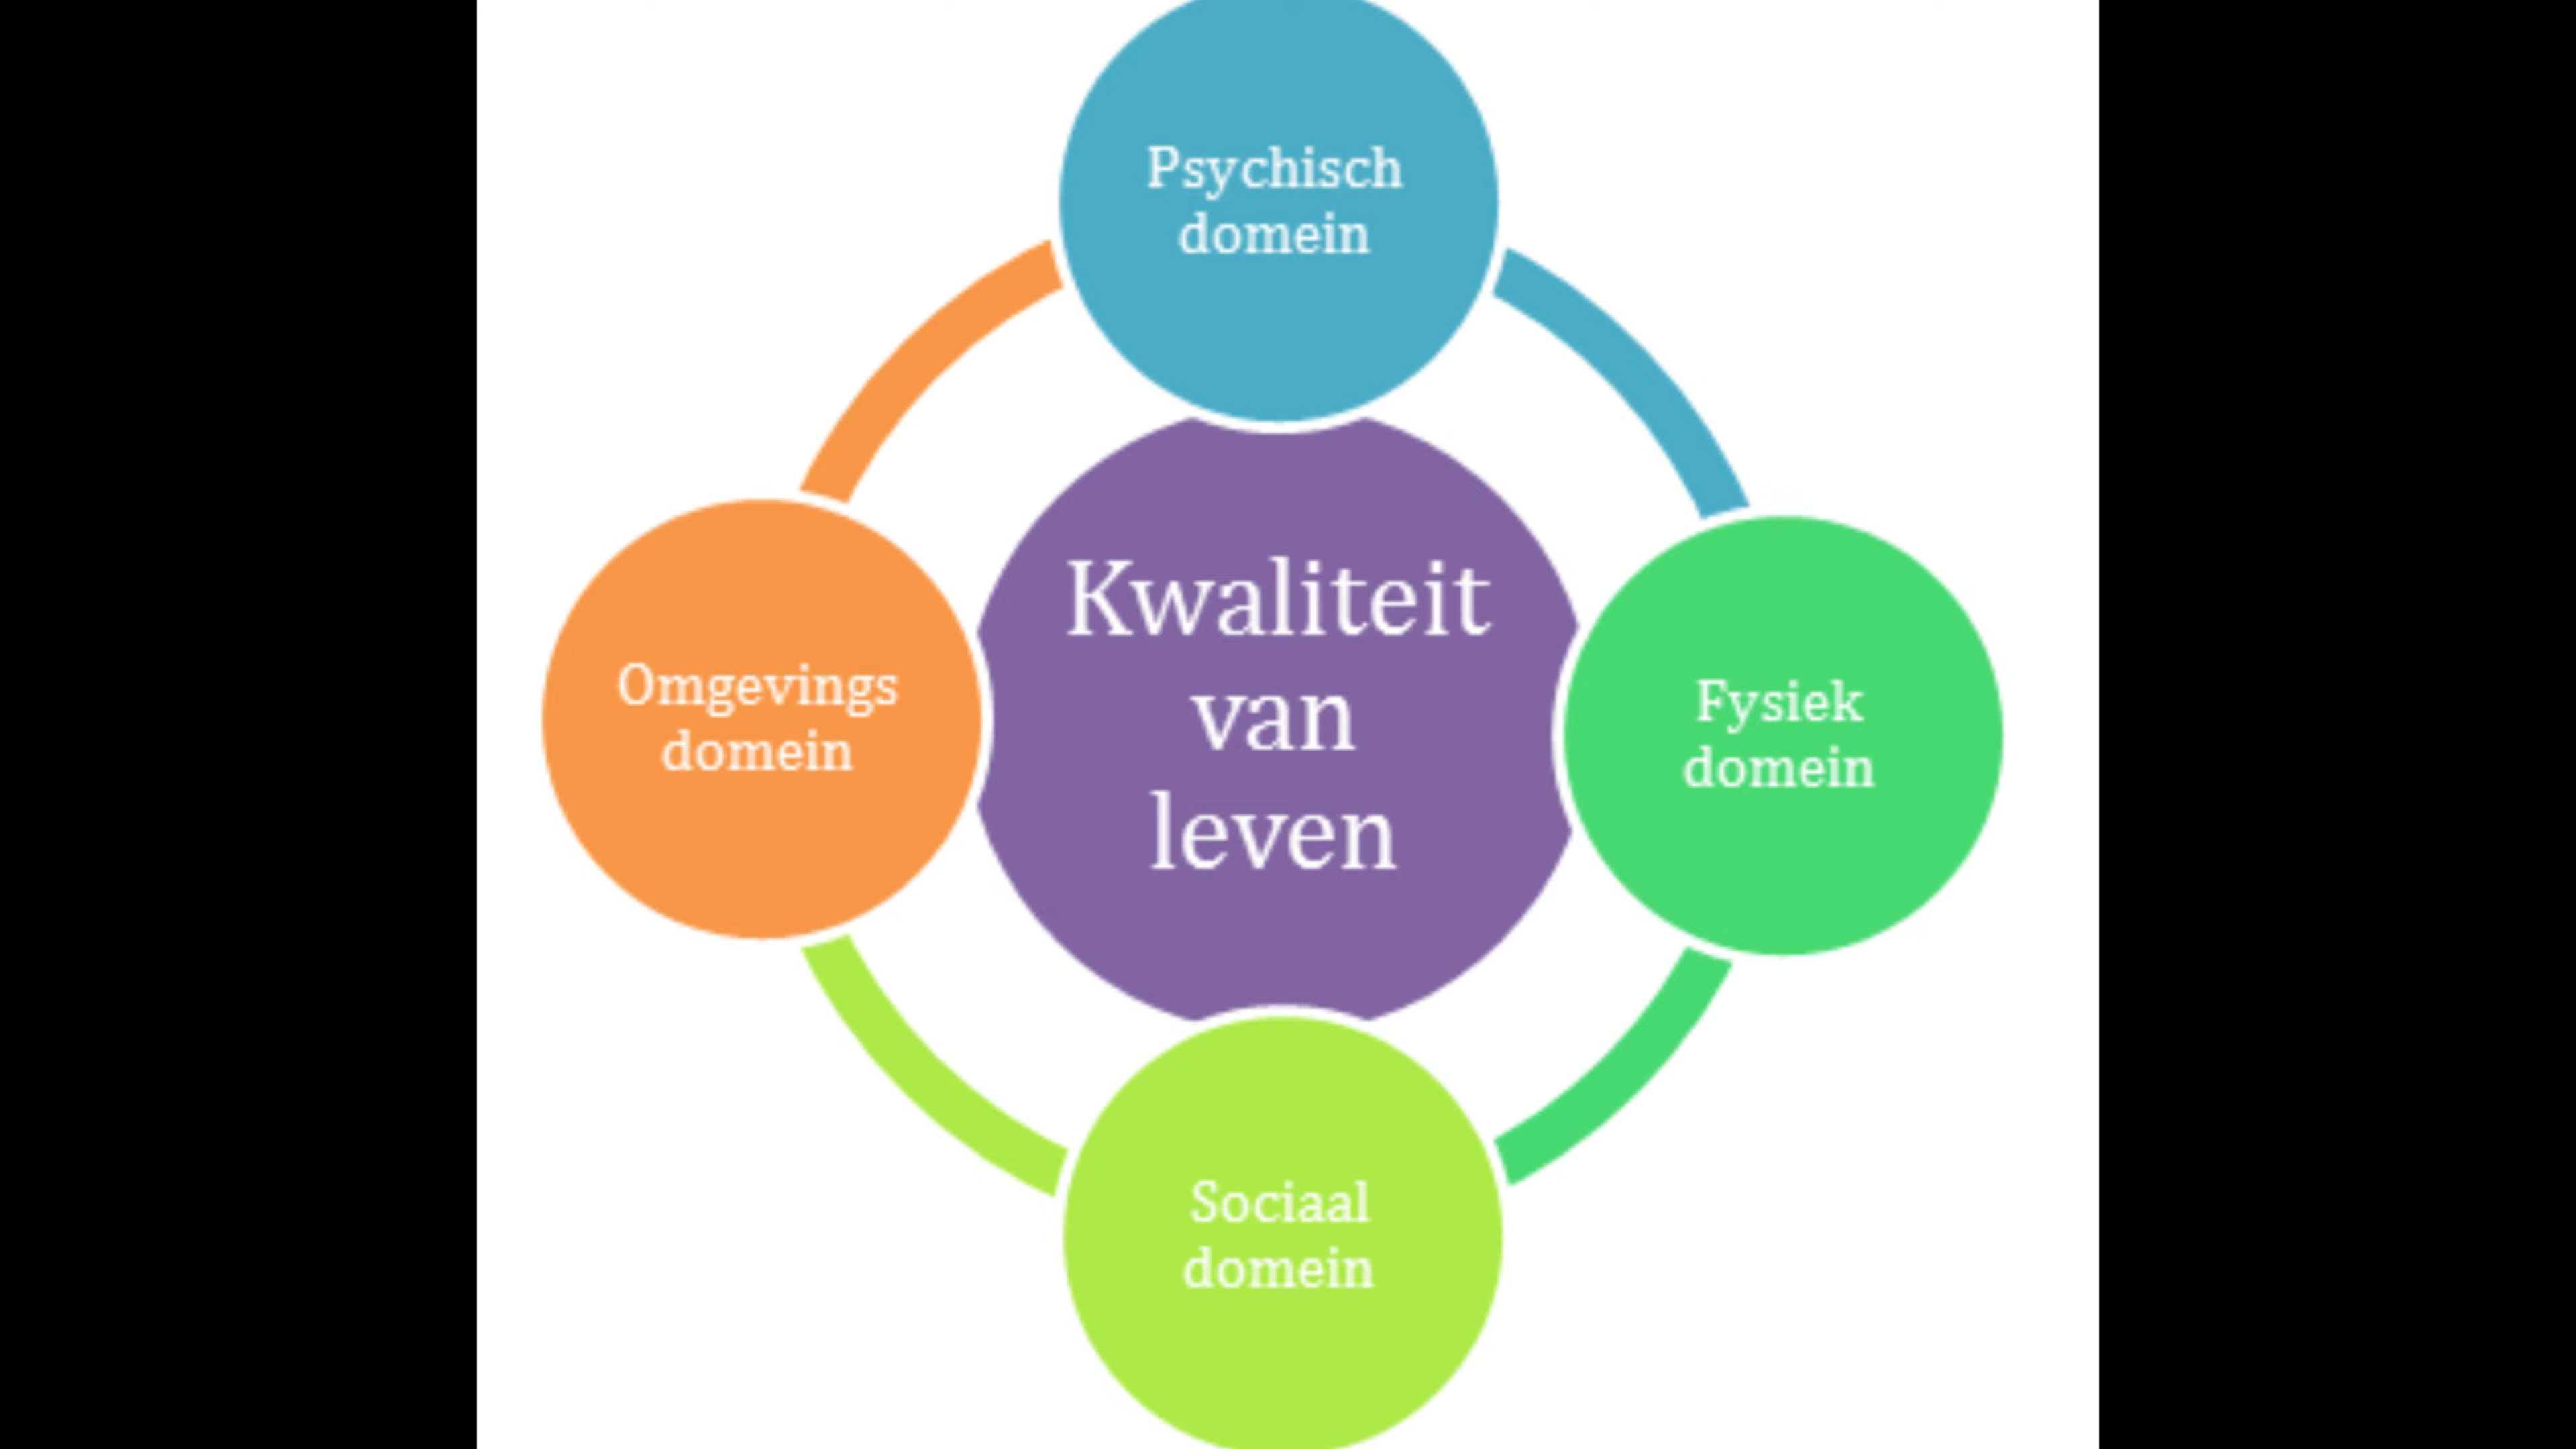 Psychisch
domein
Omgevings
domein
Kwaliteit
van
leven
Fysiek
domein
Sociaal
domein